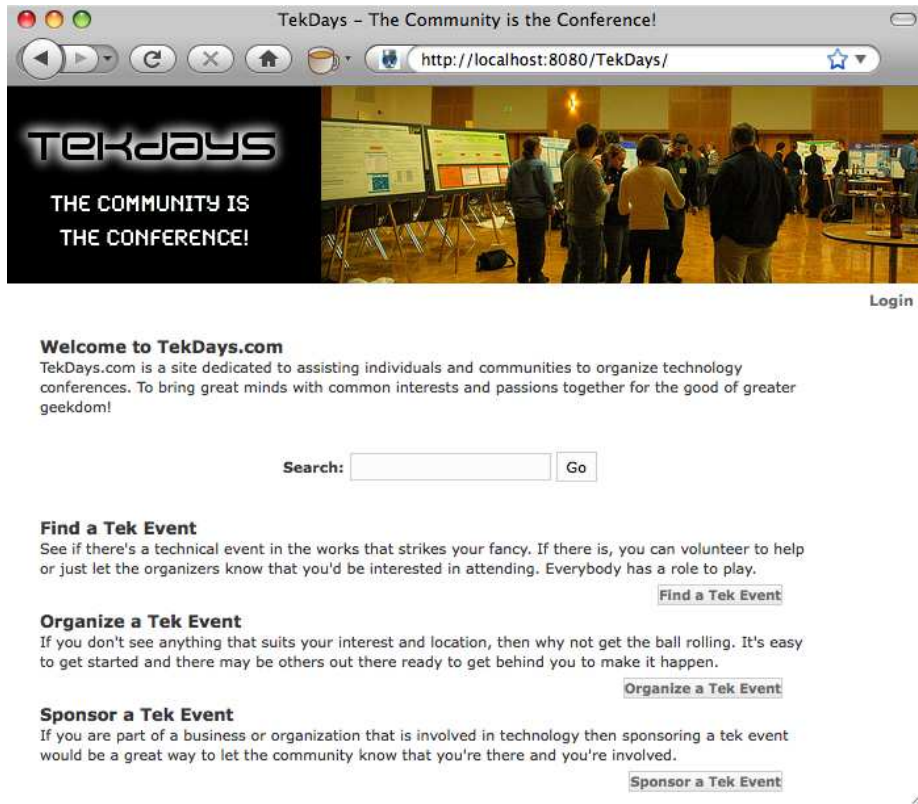 TekDays – The Community is the Conference!
http://localhost:8080/TekDays/
TEKDAYS
THE COMMUNITY IS
THE CONFERENCE!
Login
Welcome to TekDays.com
TekDays.com is a site dedicated to assisting individuals and communities to organize technology
conferences. To bring great minds with common interests and passions together for the good of greater
geekdom!
Search:
Go
Find a Tek Event
See if there's a technical event in the works that strikes your fancy. If there is, you can volunteer to help
or just let the organizers know that you'd be interested in attending. Everybody has a role to play.
Find a Tek Event
Organize a Tek Event
If you don't see anything that suits your interest and location, then why not get the ball rolling. It's easy
to get started and there may be others out there ready to get behind you to make it happen.
Organize a Tek Event
Sponsor a Tek Event
If you are part of a business or organization that is involved in technology then sponsoring a tek event
would be a great way to let the community know that you're there and you're involved.
Sponsor a Tek Event